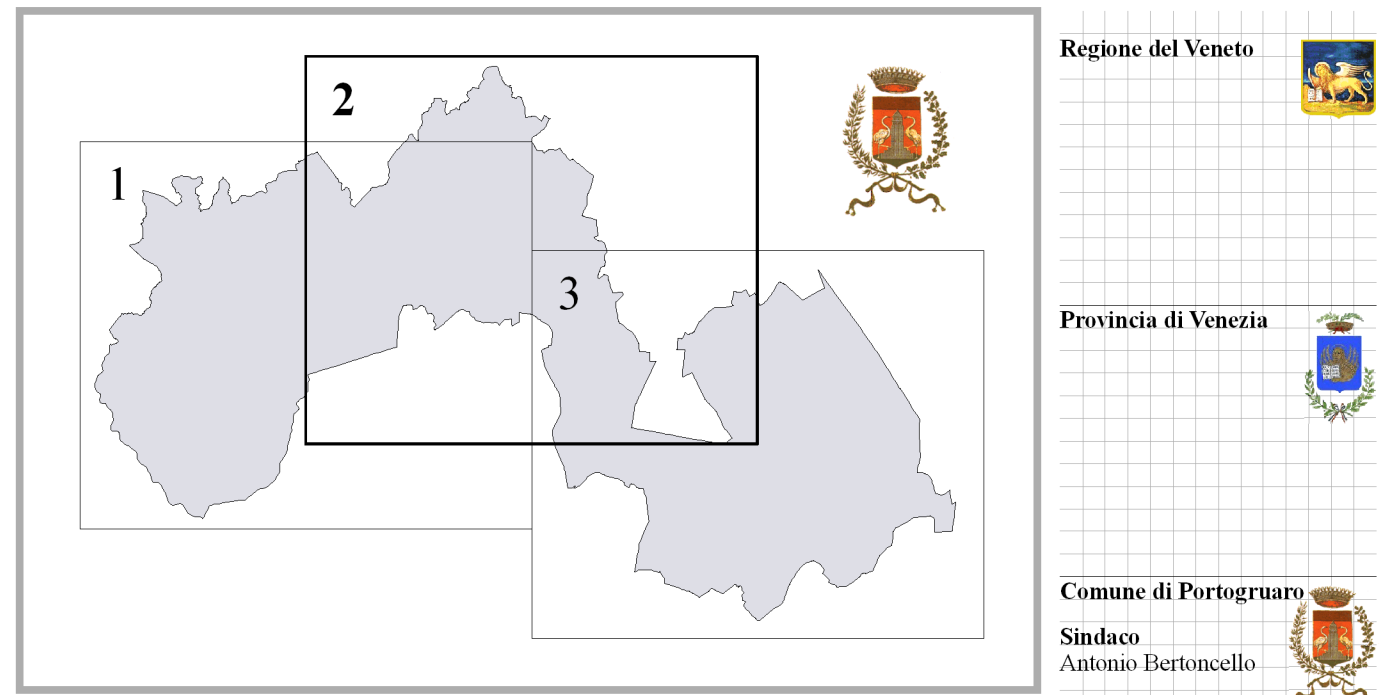 2
1
3
Regione del Veneto
Provincia di Venezia
Comune di Portogruaro
Sindaco
Antonio Bertoncello